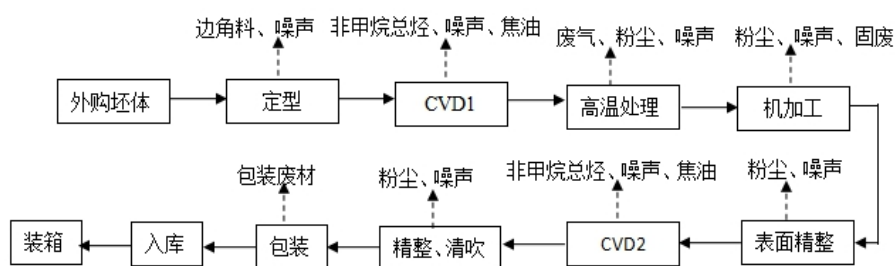 边角料、噪声
非甲烷总烃、噪声、焦油
废气、粉尘、噪声
粉尘、噪声、固废
外购坯体
定型
CVD1
高温处理
机加工
包装废材
粉尘、噪声
非甲烷总烃、噪声、焦油
粉尘、噪声
装箱
入库
包装
精整、清吹
CVD2
表面精整